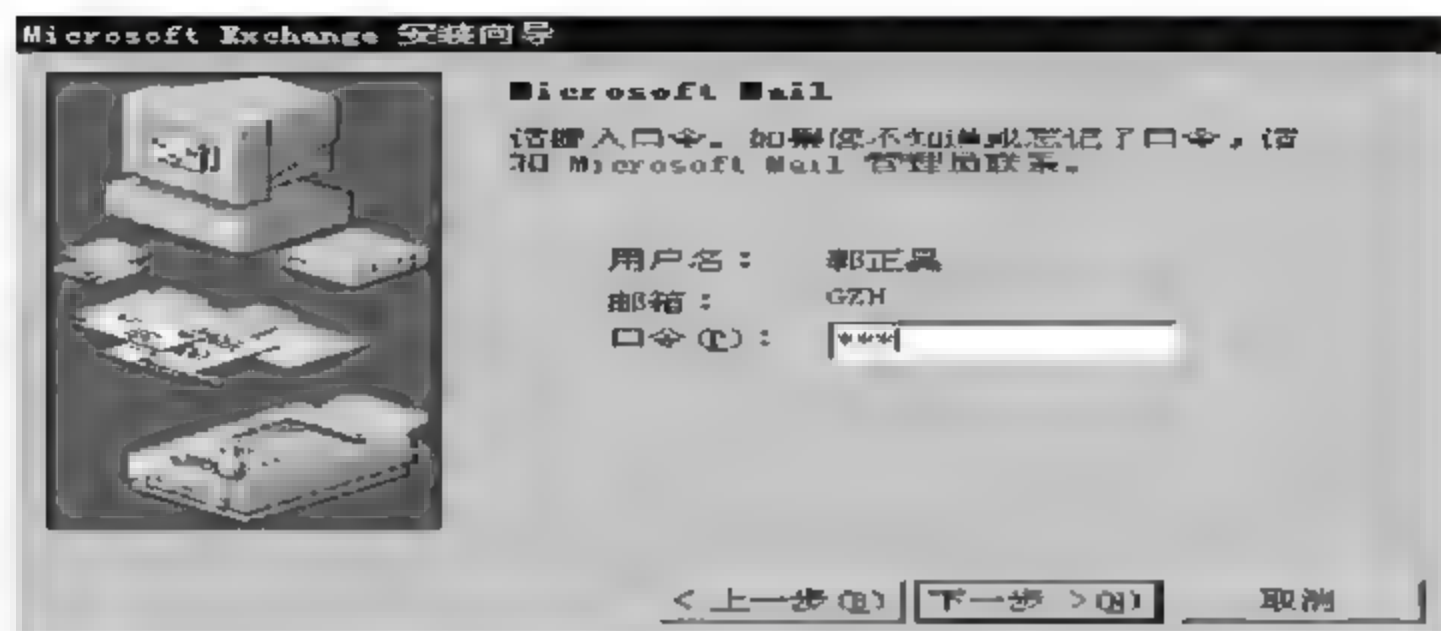 Microsoft Exchange 安装向导
Microsoft Mail
请键入口令。如果您不知道或忘记了口令，请
和 Microsoft Mail 管理员联系。
用户名： 郭正
邮箱： GZH
口令(P)： ***
< 上一步(B) 下一步 >(N) 取消